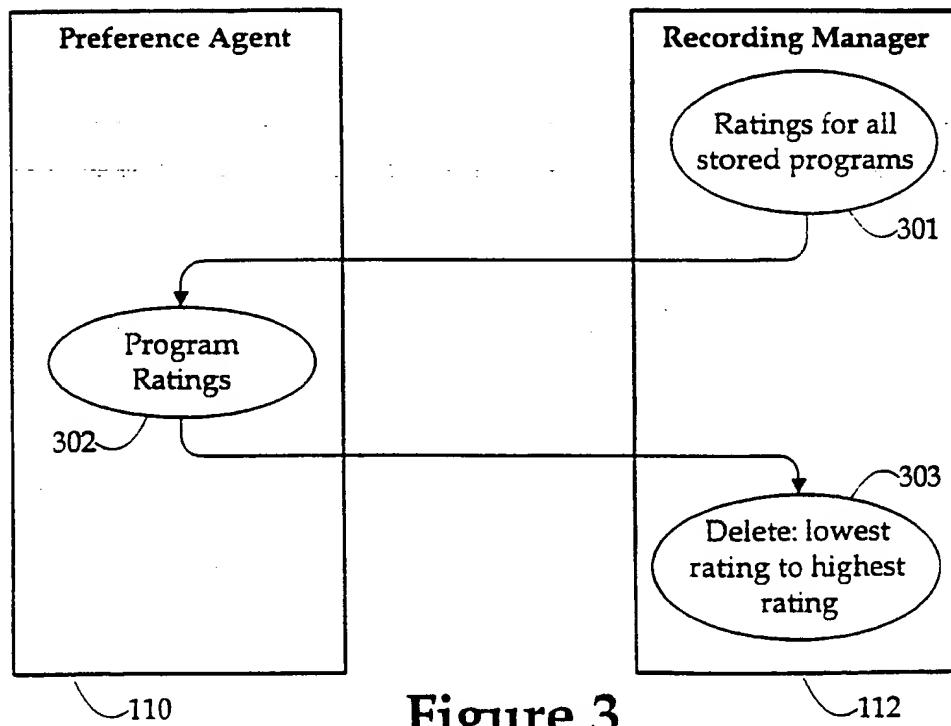 Preference Agent
Recording Manager
Ratings for all
stored programs
301
Program
Ratings
302
303
Delete: lowest
rating to highest
rating
110
112
Figure 3